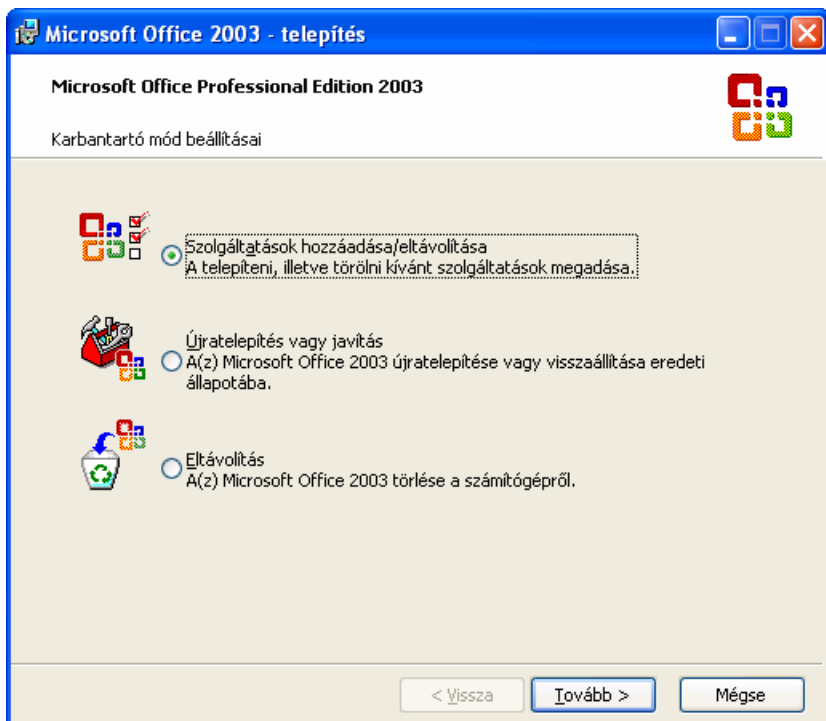 Microsoft Office 2003 - telepítés
Microsoft Office Professional Edition 2003
Karbantartó mód beállításai
Szolgáltatások hozzáadása/eltávolítása
A telepíteni, illetve törölni kívánt szolgáltatások megadása.
Újratelepítés vagy javítás
A(z) Microsoft Office 2003 újratelepítése vagy visszaállítása eredeti
állapotába.
Eltávolítás
A(z) Microsoft Office 2003 törlése a számítógépről.
< Vissza
Tovább >
Mégse